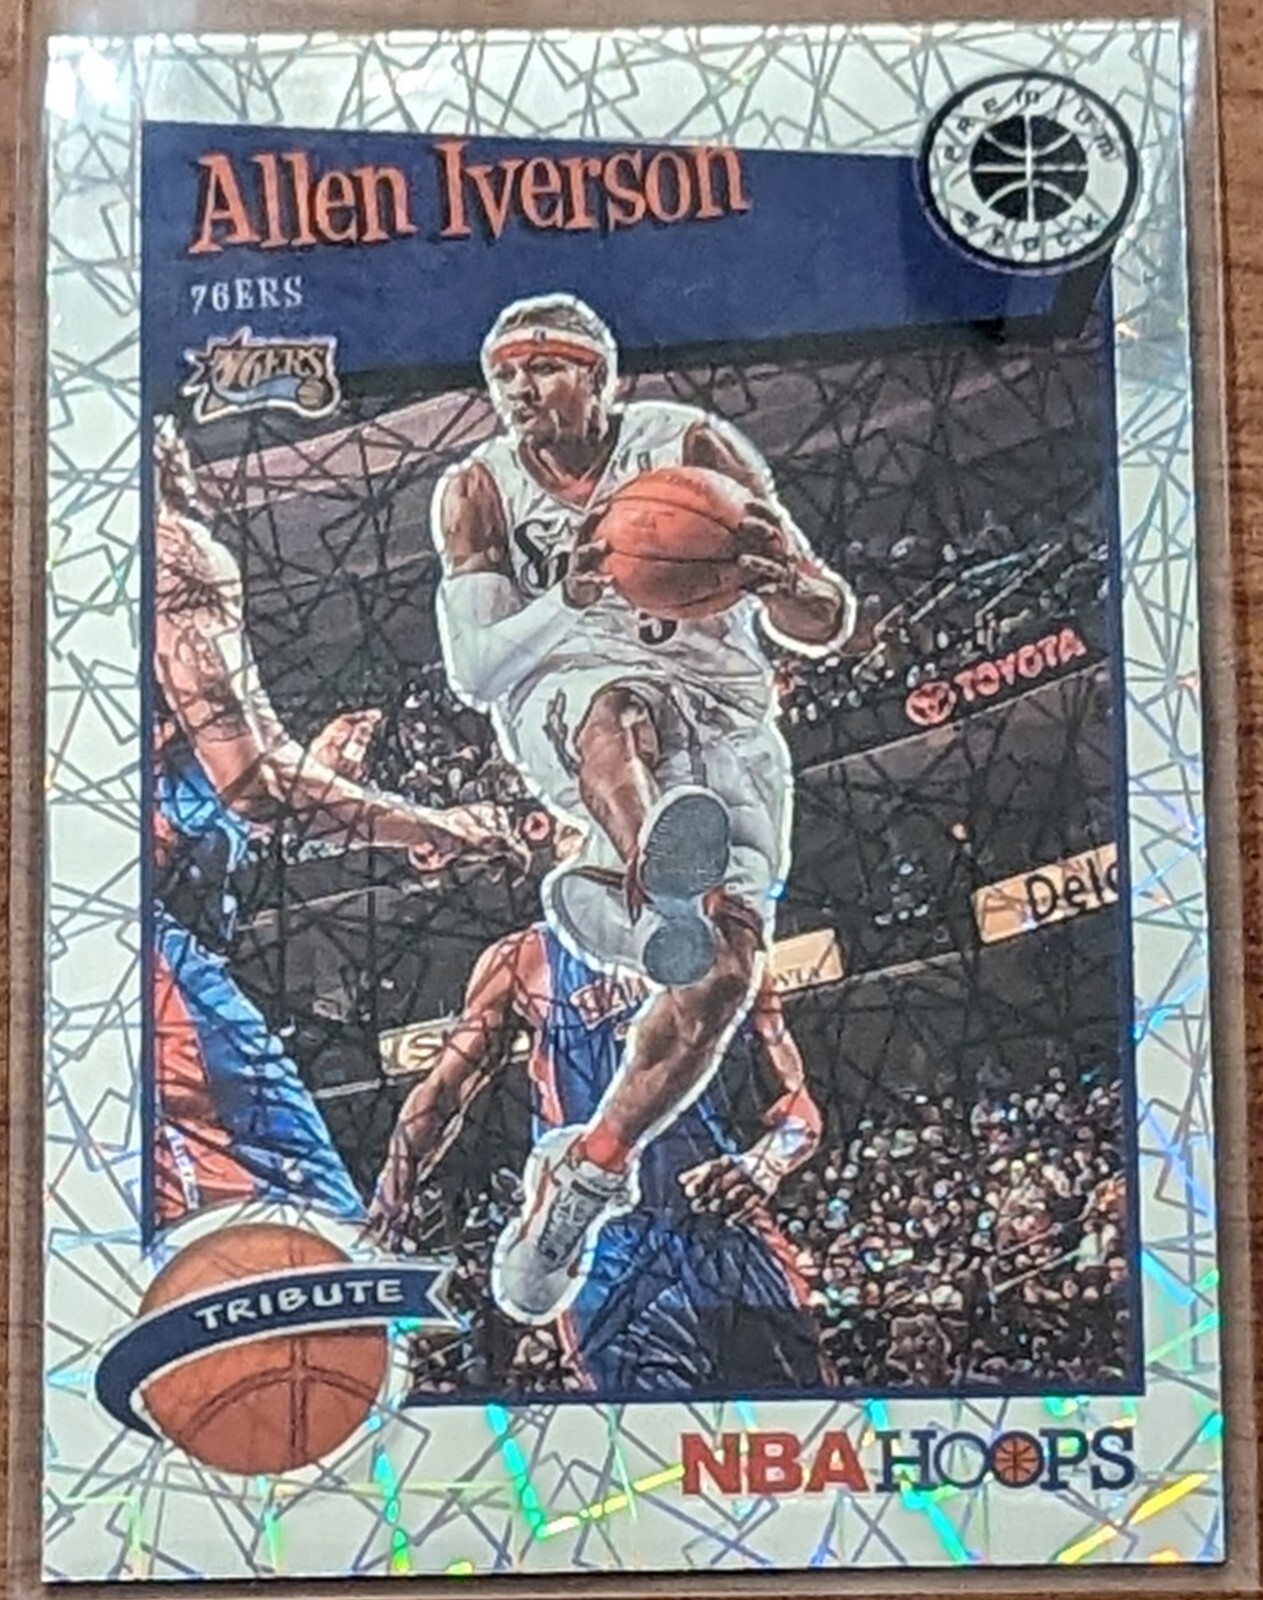 Allen Iverson
PREMIUM
STOCK
76ERS
76ERS
TOYOTA
TRIBUTE
NBA HOOPS